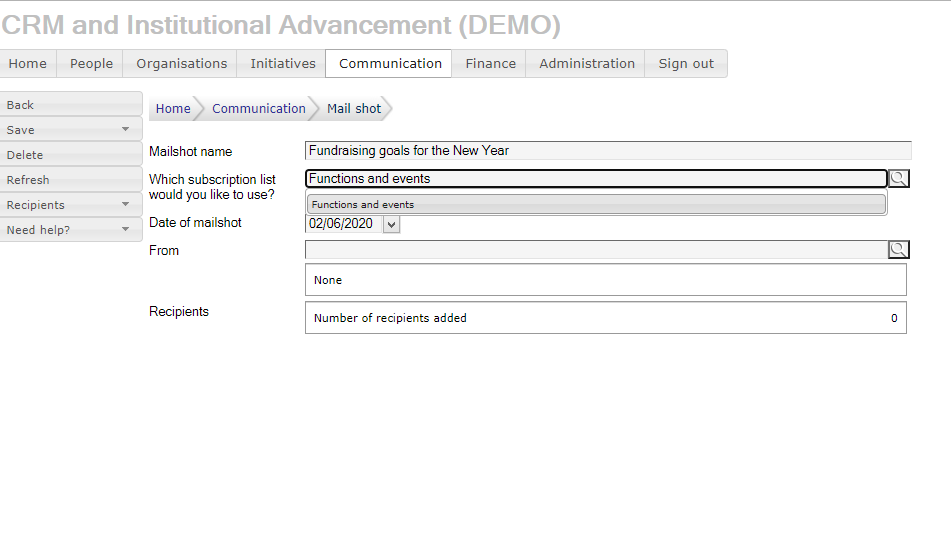 CRM and Institutional Advancement (DEMO)
Home People Organisations Initiatives Communication Finance Administration Sign out
Back
Save
Delete
Refresh
Recipients
Need help?
Home Communication Mail shot
Mailshot name Fundraising goals for the New Year
Which subscription list Functions and events
would you like to use?
Functions and events
Date of mailshot 02/06/2020
From
None
Recipients Number of recipients added 0